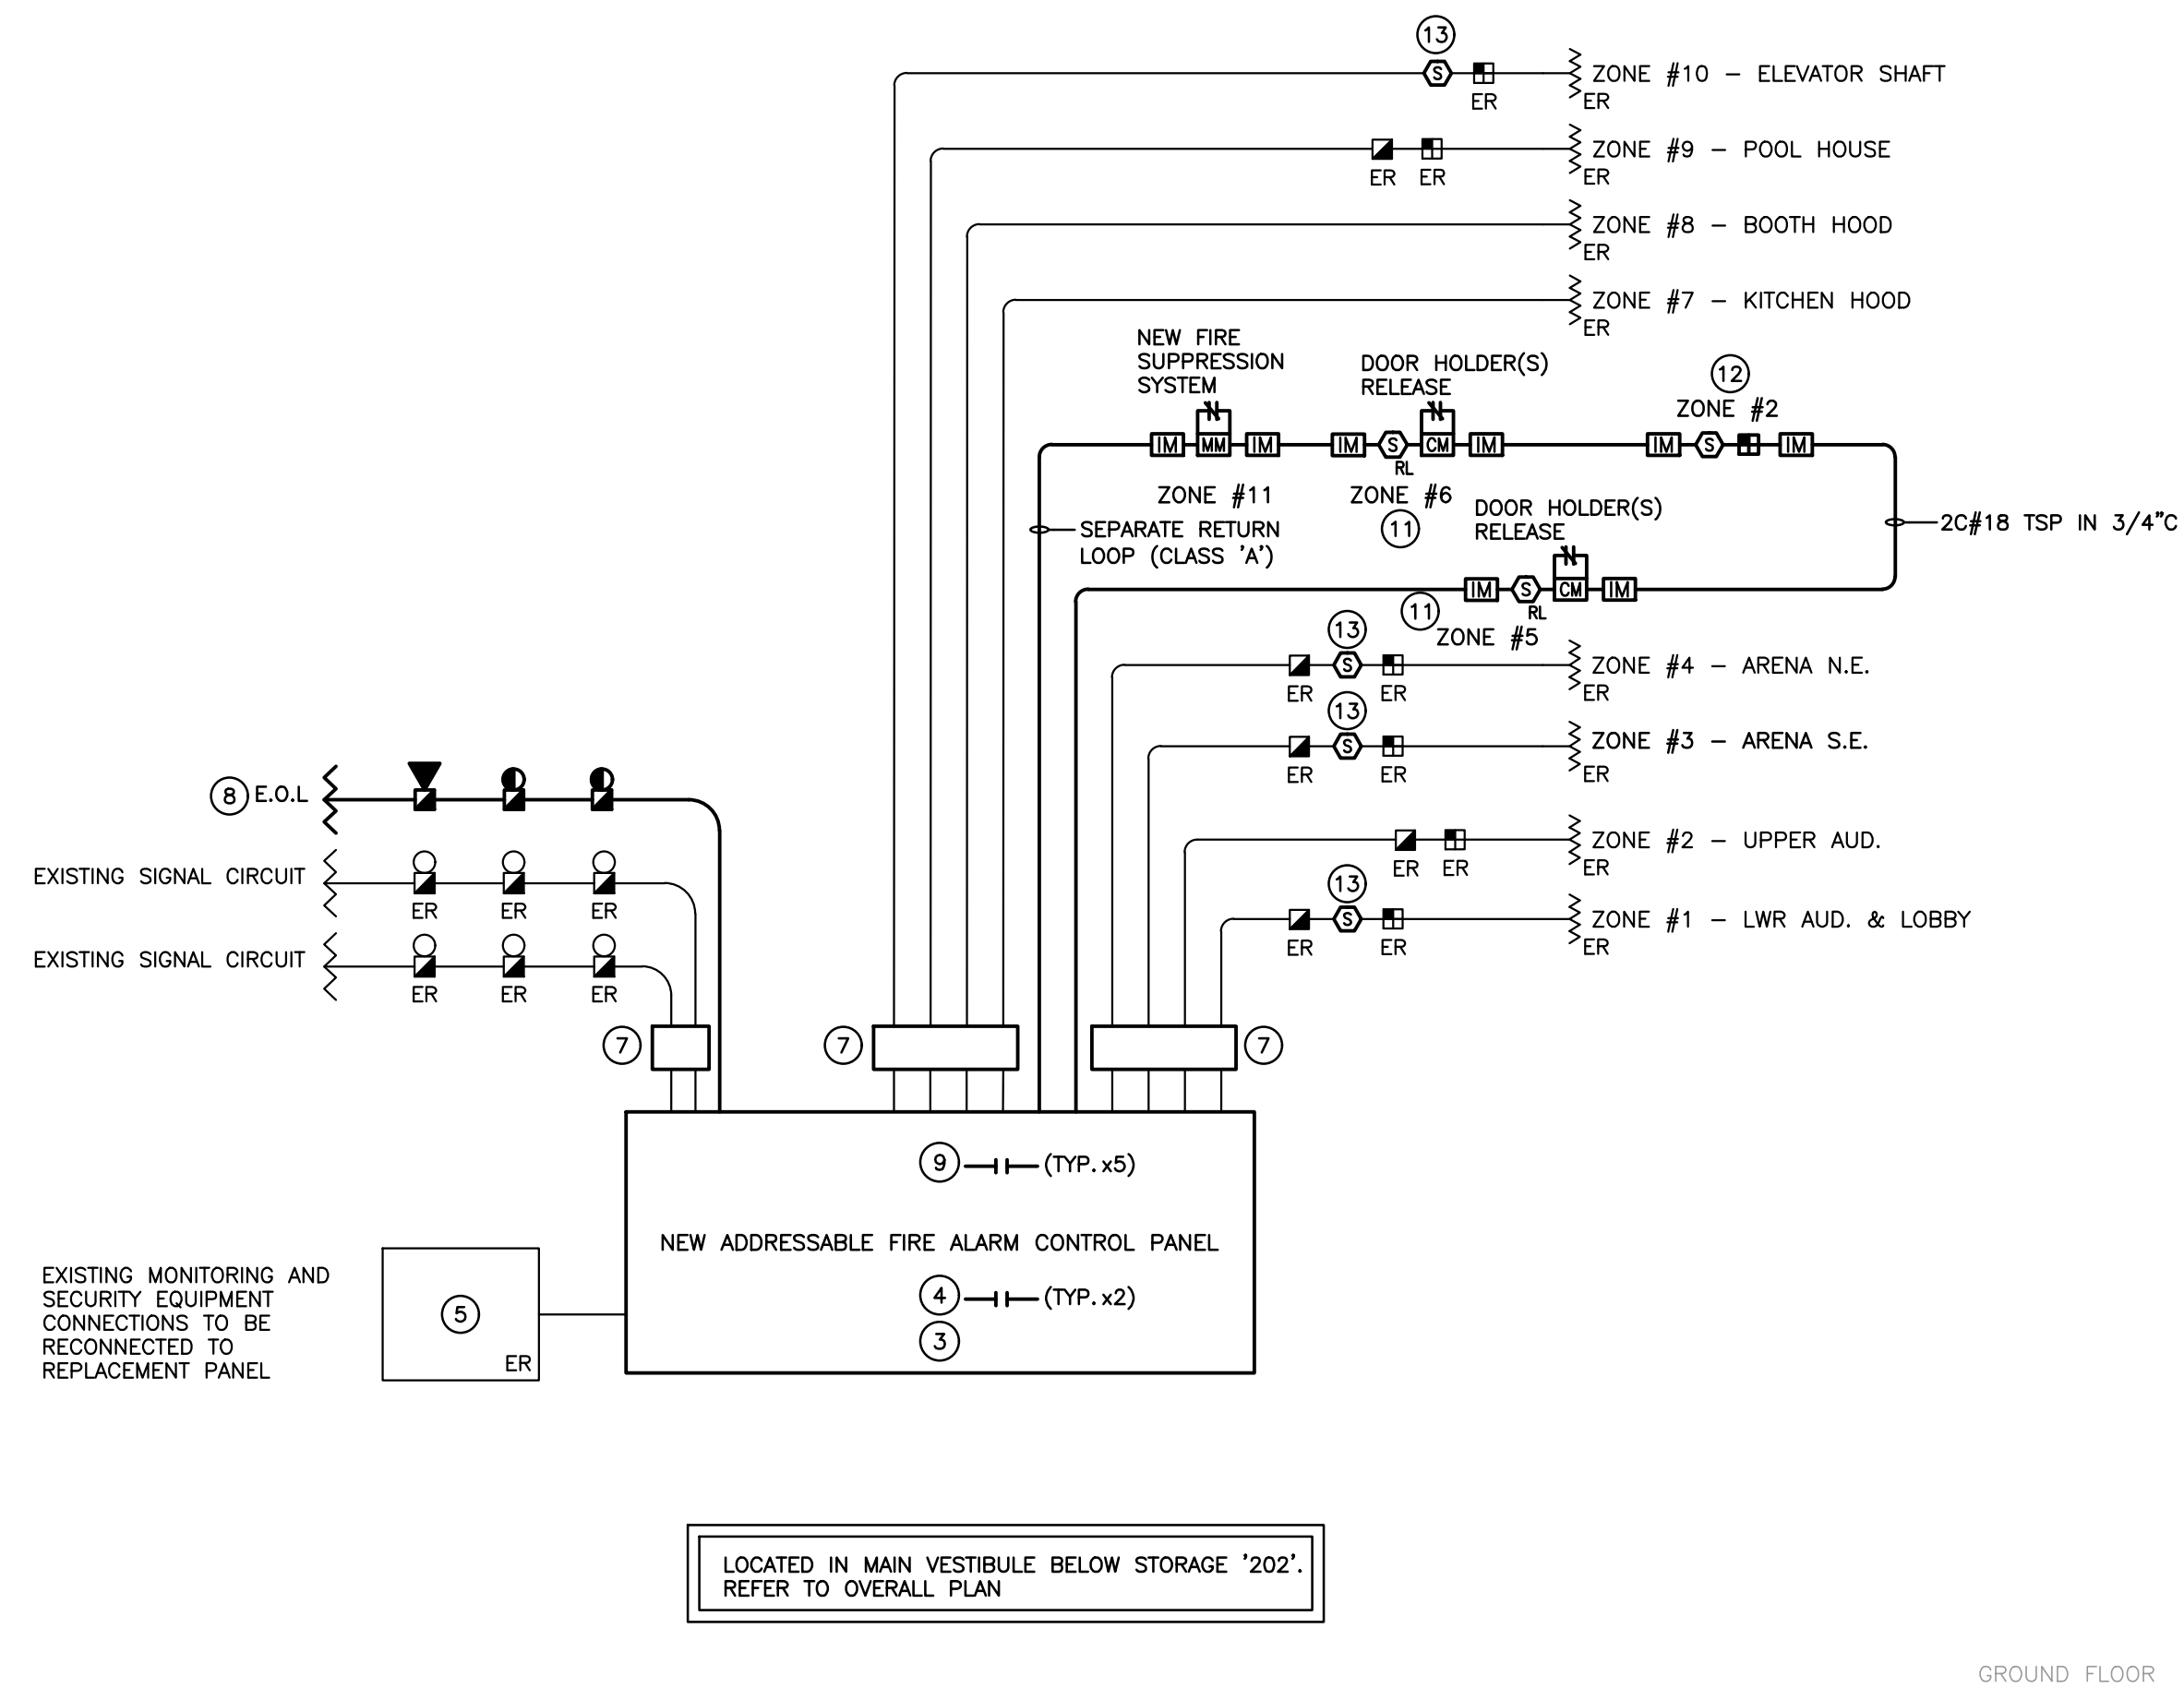 13
S
ZONE #10 - ELEVATOR SHAFT
ER
ER
ZONE #9 - POOL HOUSE
ER
ER
ER
ZONE #8 - BOOTH HOOD
ER
ZONE #7 - KITCHEN HOOD
ER
NEW FIRE
SUPPRESSION
SYSTEM
DOOR HOLDER(S)
RELEASE
12
ZONE #2
IM MM IM IM S CM IM IM S IM
RL
ZONE #11
ZONE #6
11
DOOR HOLDER(S)
RELEASE
SEPARATE RETURN
LOOP (CLASS 'A')
2C#18 TSP IN 3/4"C
IM S CM IM
RL
11
ZONE #5
13
S
ZONE #4 - ARENA N.E.
ER
ER
ER
13
S
ZONE #3 - ARENA S.E.
ER
ER
ER
8
E.O.L
ZONE #2 - UPPER AUD.
ER
ER
ER
EXISTING SIGNAL CIRCUIT
ER
ER
ER
13
S
ZONE #1 - LWR AUD. & LOBBY
ER
ER
ER
EXISTING SIGNAL CIRCUIT
ER
ER
ER
7
7
7
9
(TYP. x5)
NEW ADDRESSABLE FIRE ALARM CONTROL PANEL
4
(TYP. x2)
3
EXISTING MONITORING AND
SECURITY EQUIPMENT
CONNECTIONS TO BE
RECONNECTED TO
REPLACEMENT PANEL
5
ER
LOCATED IN MAIN VESTIBULE BELOW STORAGE '202'.
REFER TO OVERALL PLAN
GROUND FLOOR